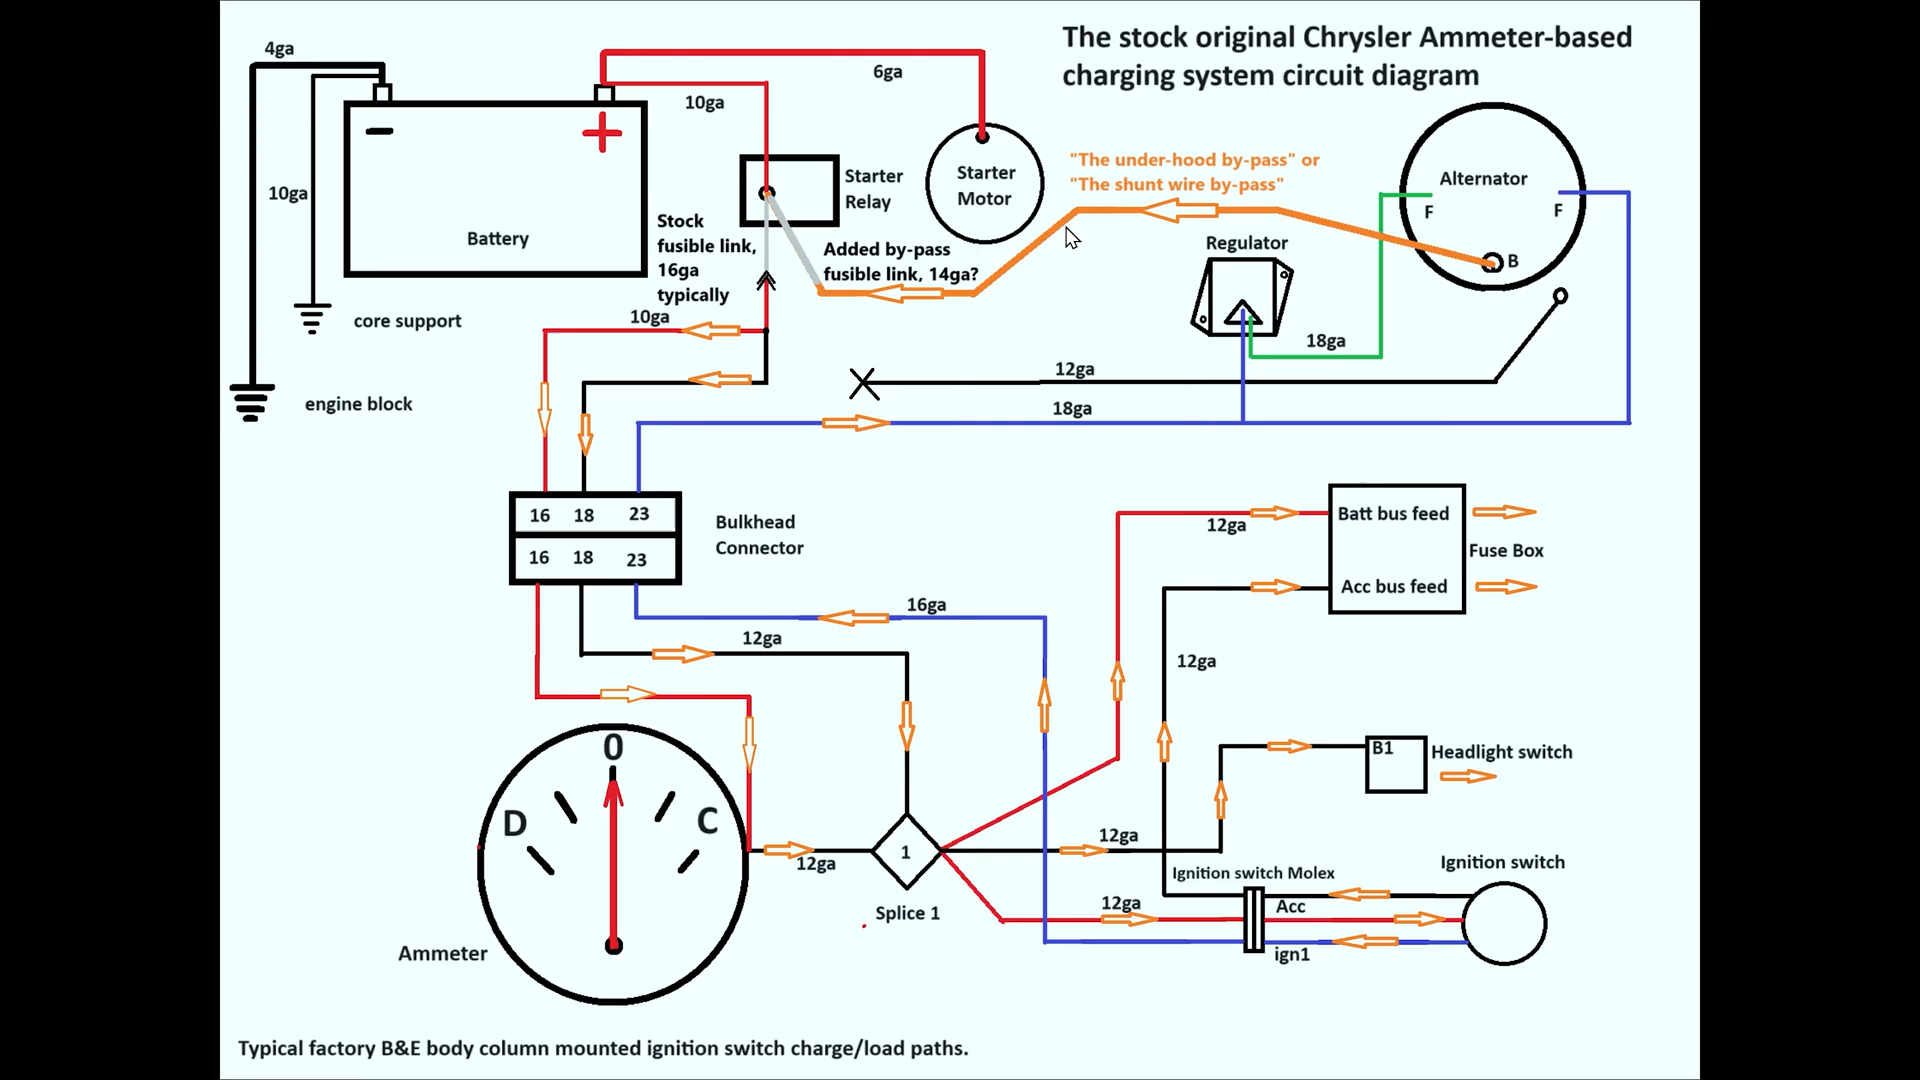 The stock original Chrysler Ammeter-based
charging system circuit diagram
4ga
6ga
10ga
10ga
Battery
Starter
Relay
Starter
Motor
"The under-hood by-pass" or
"The shunt wire by-pass"
Alternator
F
F
B
Stock
fusible link,
16ga
typically
Added by-pass
fusible link, 14ga?
Regulator
core support
10ga
18ga
12ga
engine block
18ga
16 18 23
16 18 23
Bulkhead
Connector
12ga
Batt bus feed
Fuse Box
Acc bus feed
16ga
12ga
12ga
0
D
C
B1
Headlight switch
12ga
12ga
1
Ignition switch Molex
Ignition switch
12ga
Acc
Splice 1
Ammeter
ign1
Typical factory B&E body column mounted ignition switch charge/load paths.